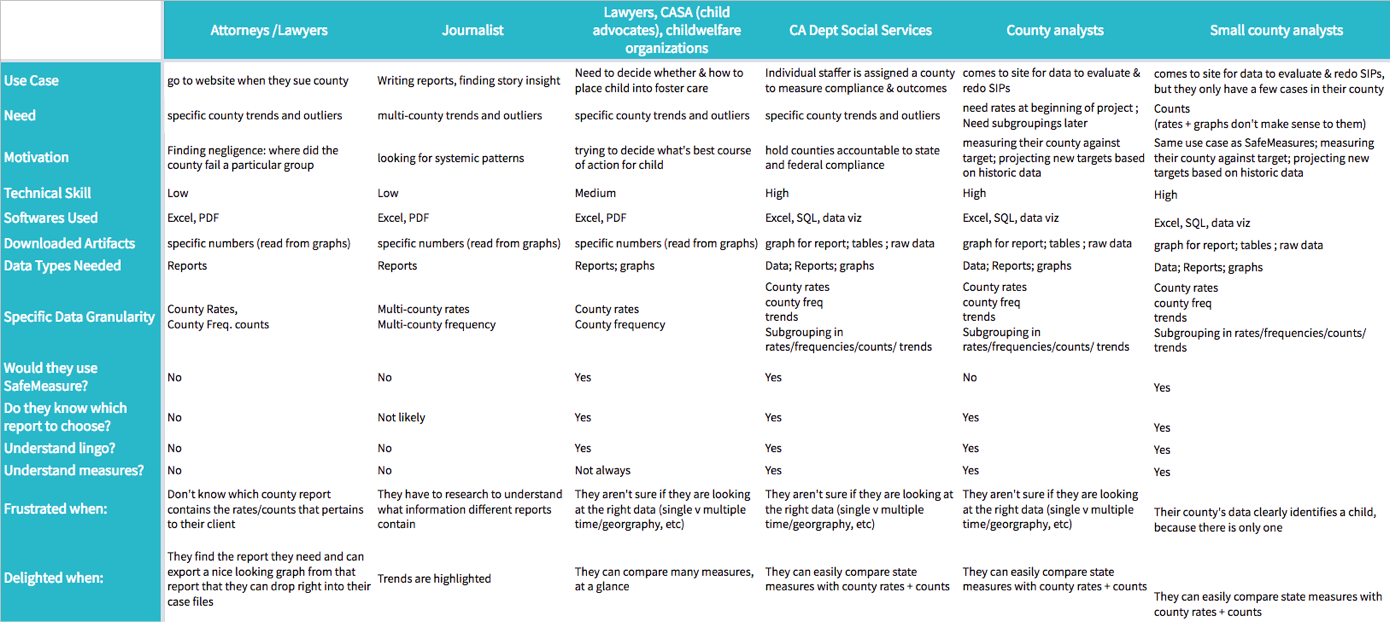 Attorneys /Lawyers
Journalist
Lawyers, CASA (child
advocates), childwelfare
organizations
CA Dept Social Services
County analysts
Small county analysts
Use Case
go to website when they sue county
Writing reports, finding story insight
Need to decide whether & how to
place child into foster care
Individual staffer is assigned a county
to measure compliance & outcomes
comes to site for data to evaluate &
redo SIPs
comes to site for data to evaluate & redo SIPs,
but they only have a few cases in their county
Need
specific county trends and outliers
multi-county trends and outliers
specific county trends and outliers
specific county trends and outliers
need rates at beginning of project ;
Need subgroupings later
Counts
(rates + graphs don't make sense to them)
Motivation
Finding negligence: where did the
county fail a particular group
looking for systemic patterns
trying to decide what's best course
of action for child
hold counties accountable to state
and federal compliance
measuring their county against
target; projecting new targets based
on historic data
Same use case as SafeMeasures; measuring
their county against target; projecting new
targets based on historic data
Technical Skill
Low
Low
Medium
High
High
High
Softwares Used
Excel, PDF
Excel, PDF
Excel, PDF
Excel, SQL, data viz
Excel, SQL, data viz
Excel, SQL, data viz
Downloaded Artifacts
specific numbers (read from graphs)
specific numbers (read from graphs)
specific numbers (read from graphs)
graph for report; tables ; raw data
graph for report; tables ; raw data
graph for report; tables ; raw data
Data Types Needed
Reports
Reports
Reports; graphs
Data; Reports; graphs
Data; Reports; graphs
Data; Reports; graphs
Specific Data Granularity
County Rates,
County Freq. counts
Multi-county rates
Multi-county frequency
County rates
County frequency
County rates
county freq
trends
Subgrouping in
rates/frequencies/counts/ trends
County rates
county freq
trends
Subgrouping in
rates/frequencies/counts/ trends
County rates
county freq
trends
Subgrouping in rates/frequencies/counts/
trends
Would they use
SafeMeasure?
No
No
Yes
Yes
No
Yes
Do they know which
report to choose?
No
Not likely
Yes
Yes
Yes
Yes
Understand lingo?
No
No
Yes
Yes
Yes
Yes
Understand measures?
No
No
Not always
Yes
Yes
Yes
Frustrated when:
Don't know which county report
contains the rates/counts that pertains
to their client
They have to research to understand
what information different reports
contain
They aren't sure if they are looking
at the right data (single v multiple
time/georgraphy, etc)
They aren't sure if they are looking at
the right data (single v multiple
time/georgraphy, etc)
They aren't sure if they are looking
at the right data (single v multiple
time/georgraphy, etc)
Their county's data clearly identifies a child,
because there is only one
Delighted when:
They find the report they need and can
export a nice looking graph from that
report that they can drop right into their
case files
Trends are highlighted
They can compare many measures,
at a glance
They can easily compare state
measures with county rates + counts
They can easily compare state
measures with county rates + counts
They can easily compare state measures with
county rates + counts